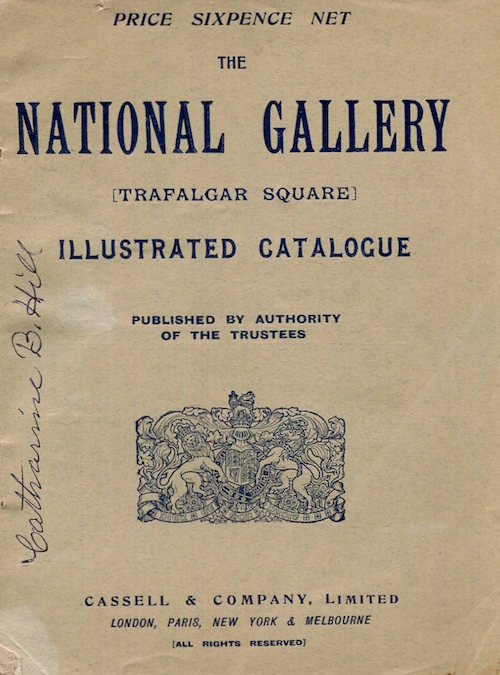 PRICE SIXPENCE NET
THE
NATIONAL GALLERY
[TRAFALGAR SQUARE]
ILLUSTRATED CATALOGUE
PUBLISHED BY AUTHORITY
OF THE TRUSTEES
Catharine B. Hill
CASSELL & COMPANY, LIMITED
LONDON, PARIS, NEW YORK & MELBOURNE
[ALL RIGHTS RESERVED]